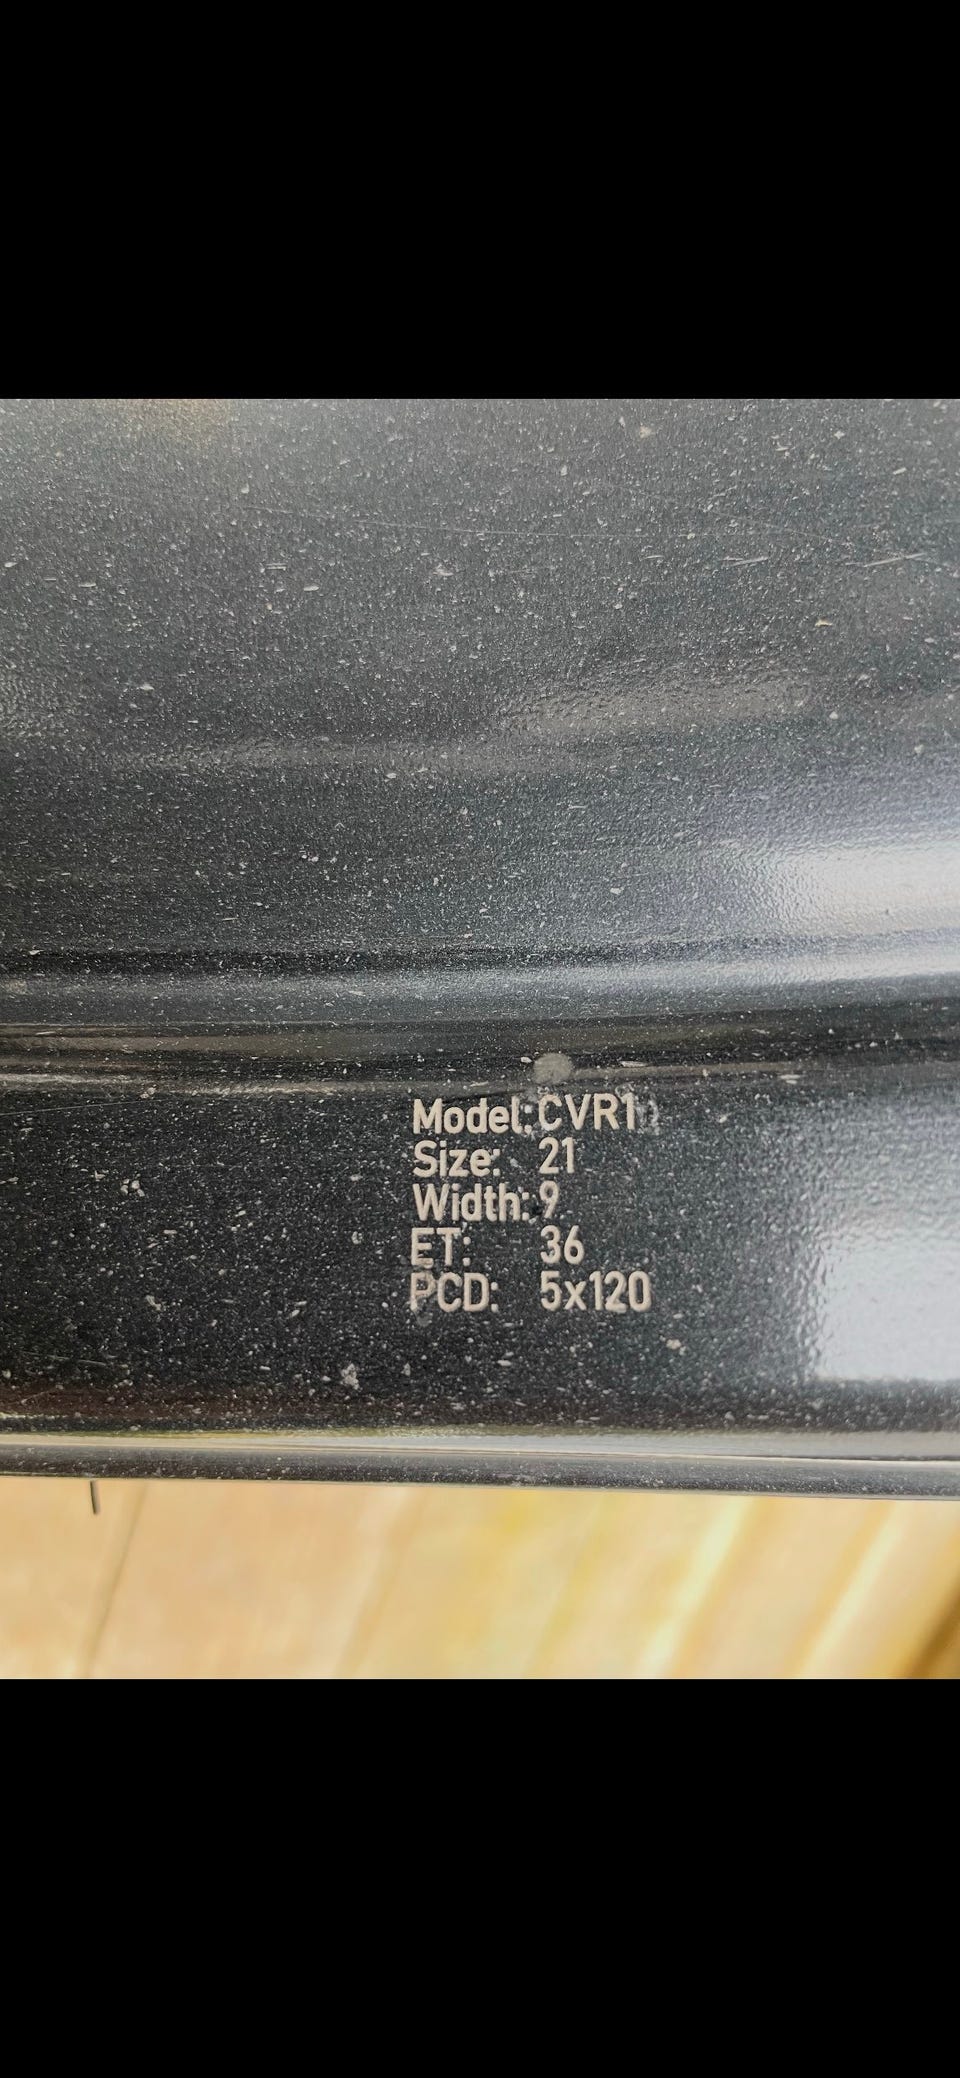 Model: CVR1
Size: 21
Width: 9
ET: 36
PCD: 5x120